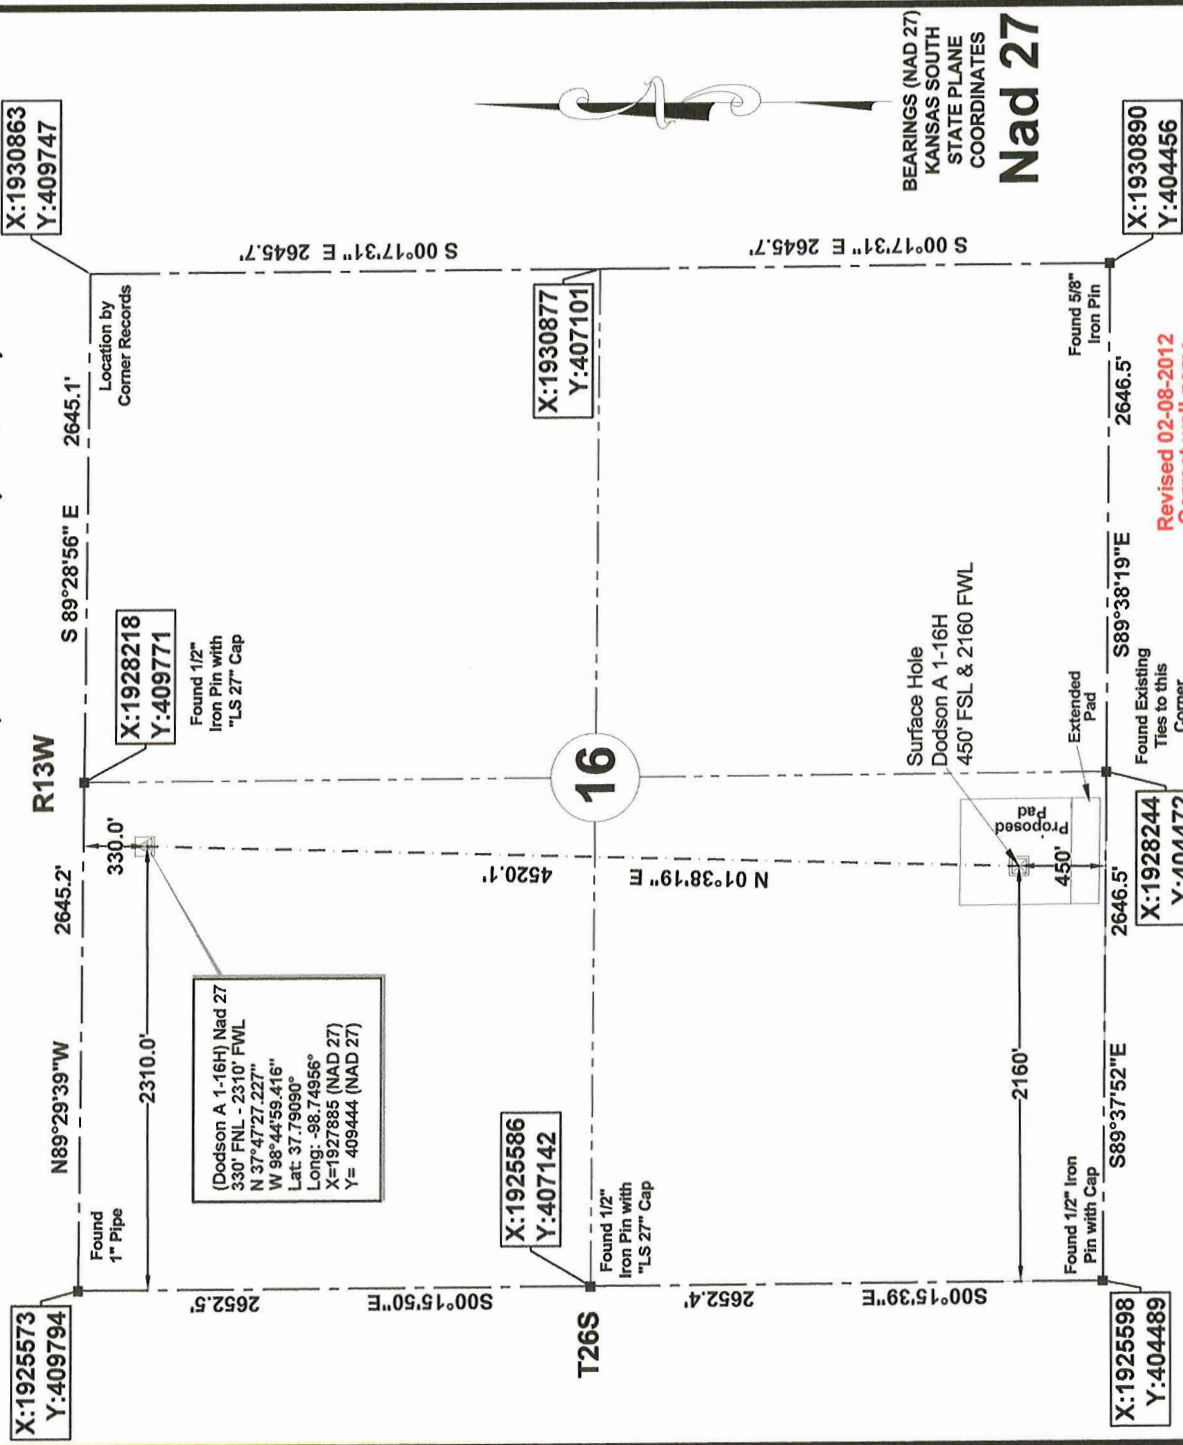 X:1925573
Y:409794
Found
1" Pipe
N89°29'39"W
2645.2'
R13W
X:1928218
Y:409771
Found 1/2"
Iron Pin with
"LS 27" Cap
S 89°28'56" E
2645.1'
Location by
Corner Records
X:1930863
Y:409747
330.0'
2310.0'
(Dodson A 1-16H) Nad 27
330' FNL - 2310' FWL
N 37°47'27.227"
W 98°44'59.416"
Lat: 37.79090°
Long: -98.74956°
X=1927885 (NAD 27)
Y= 409444 (NAD 27)
2652.5'
S00°15'50"E
4520.1'
N 01°38'19" E
S 00°17'31" E 2645.7'
BEARINGS (NAD 27)
KANSAS SOUTH
STATE PLANE
COORDINATES
Nad 27
T26S
X:1925586
Y:407142
Found 1/2"
Iron Pin with
"LS 27" Cap
16
X:1930877
Y:407101
2652.4'
S00°15'39"E
S 00°17'31" E 2645.7'
Surface Hole
Dodson A 1-16H
450' FSL & 2160 FWL
Proposed
Pad
Extended
Pad
2160'
450'
Found 1/2" Iron
Pin with Cap
X:1925598
Y:404489
S89°37'52"E
2646.5'
X:1928244
Y:404472
Found Existing
Ties to this
Corner
S89°38'19"E
2646.5'
Found 5/8"
Iron Pin
X:1930890
Y:404456
Revised 02-08-2012